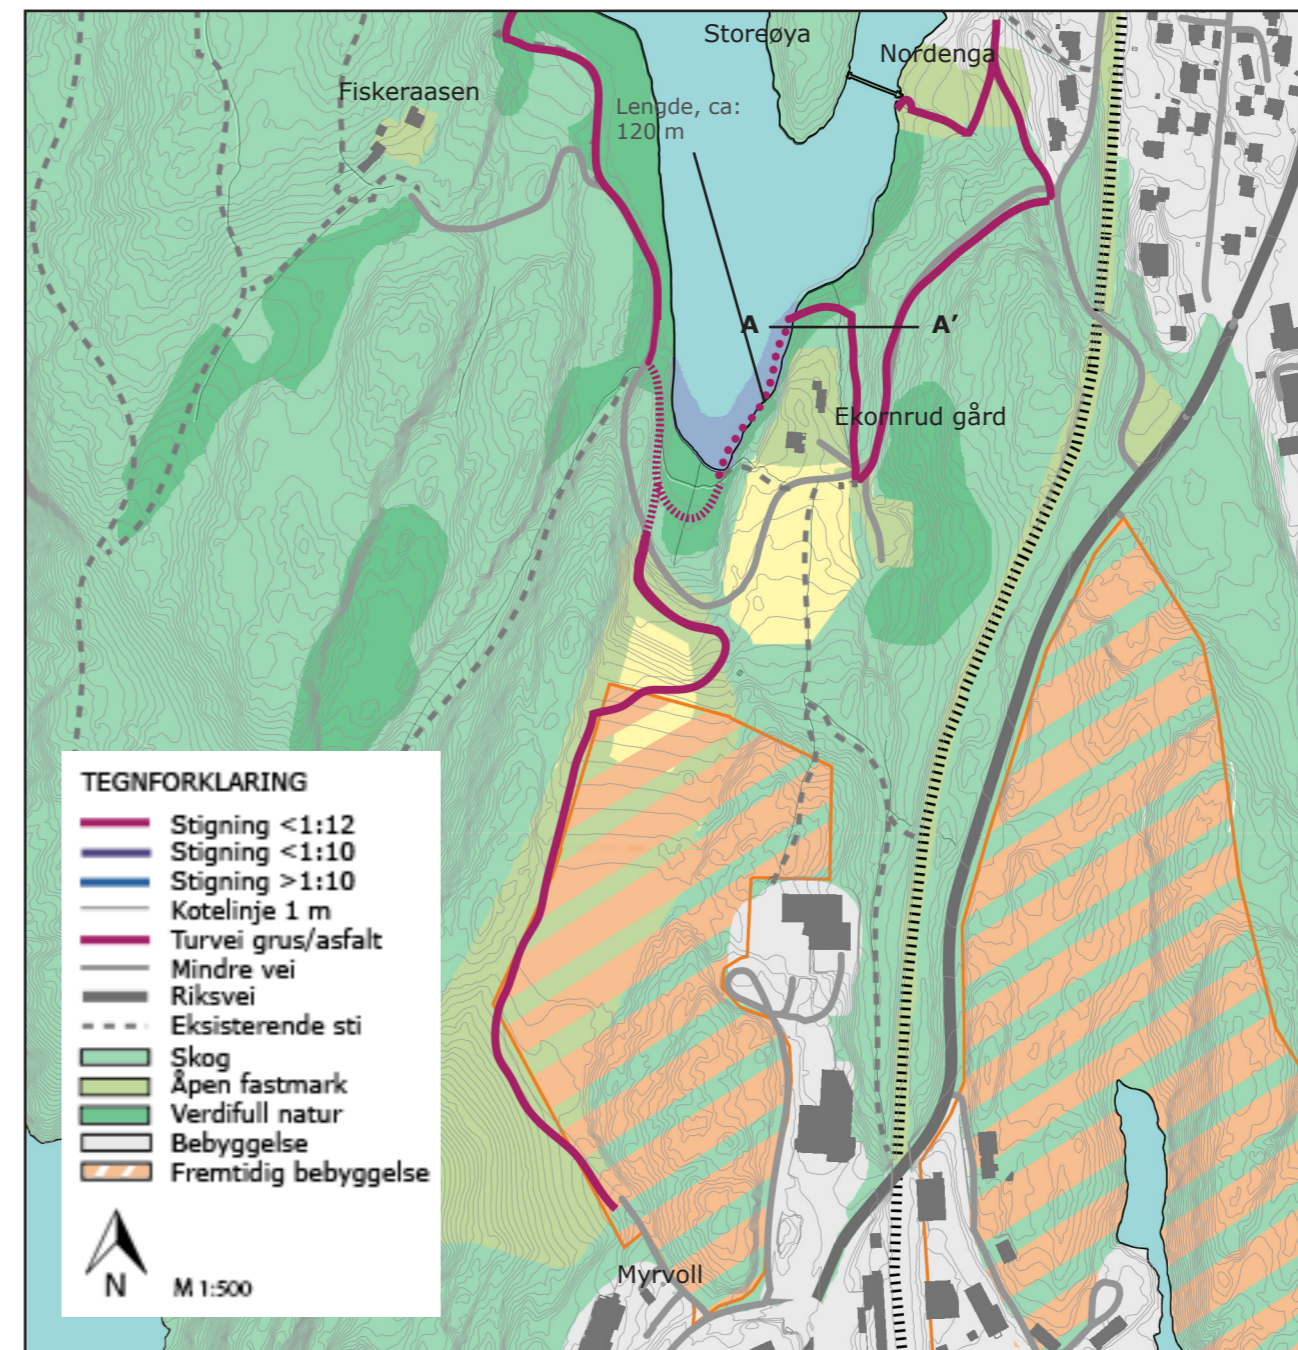 Storeøya
Nordenga
Fiskeraasen
Lengde, ca:
120 m
A
A’
Ekornrud gård
TEGNFORKLARING
Stigning <1:12
Stigning <1:10
Stigning >1:10
Kotelinje 1 m
Turvei grus/asfalt
Mindre vei
Riksvei
Eksisterende sti
Skog
Åpen fastmark
Verdifull natur
Bebyggelse
Fremtidig bebyggelse
N
M 1:500
Myrvoll